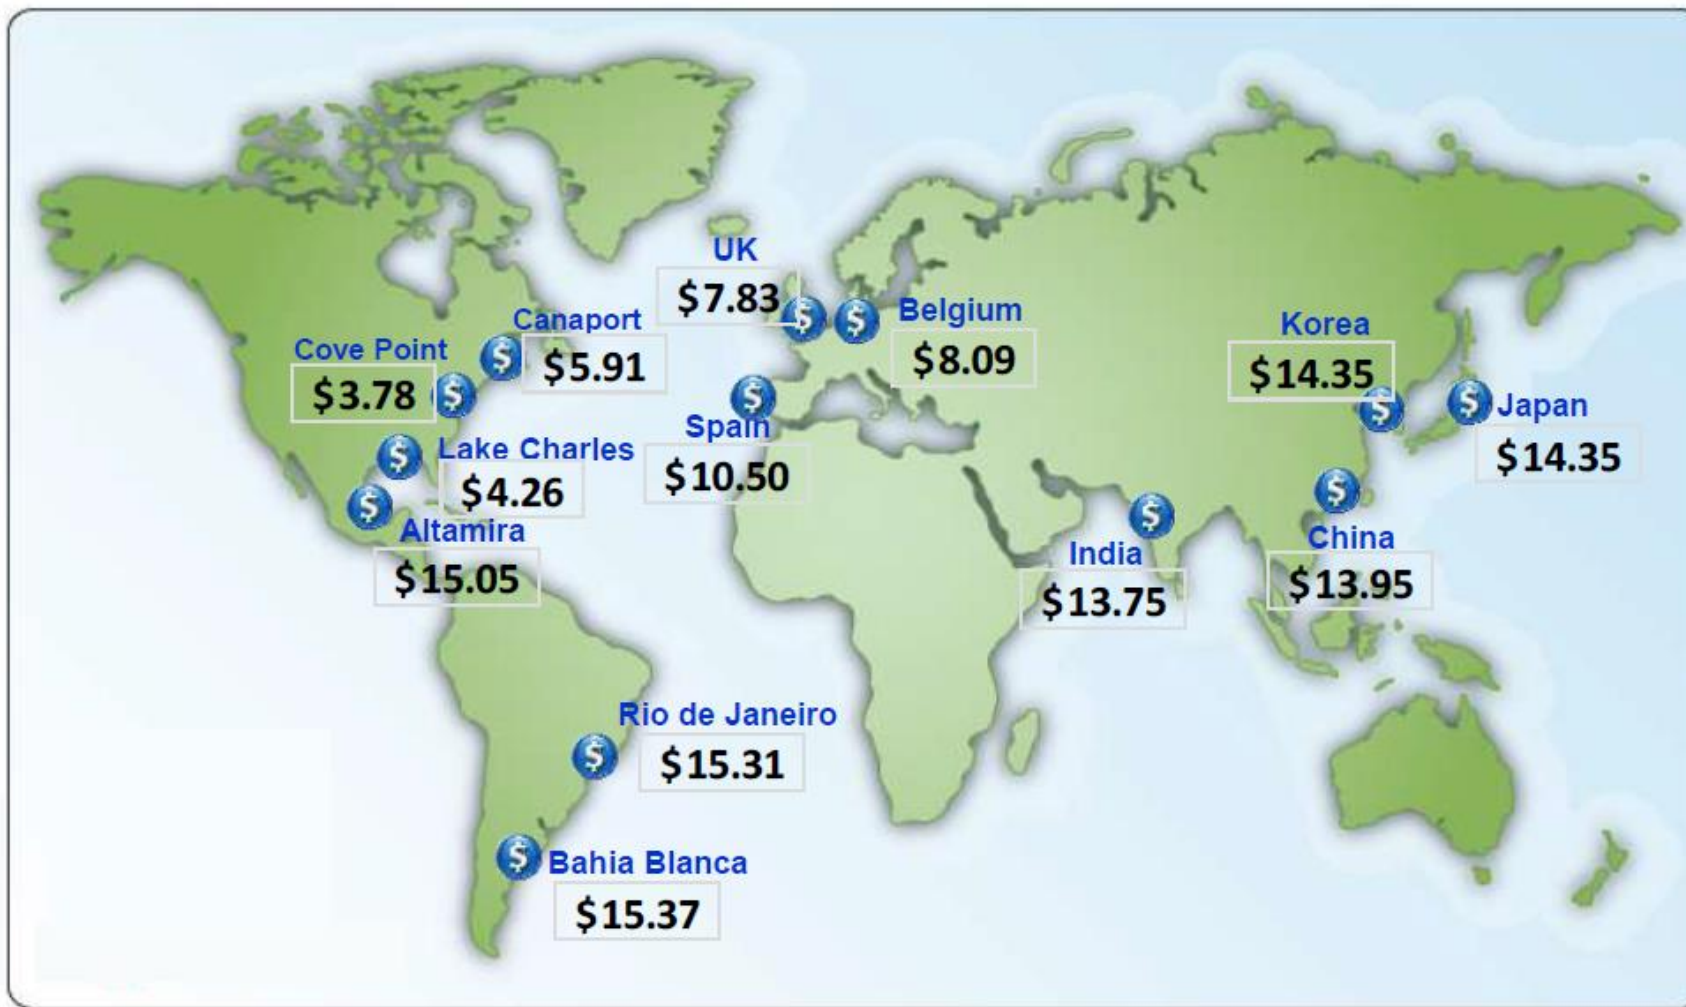 UK
$7.83
Canaport
$5.91
Belgium
$8.09
Korea
$14.35
Cove Point
$3.78
Japan
$14.35
Spain
$10.50
Lake Charles
$4.26
Altamira
$15.05
India
$13.75
China
$13.95
Rio de Janeiro
$15.31
Bahia Blanca
$15.37